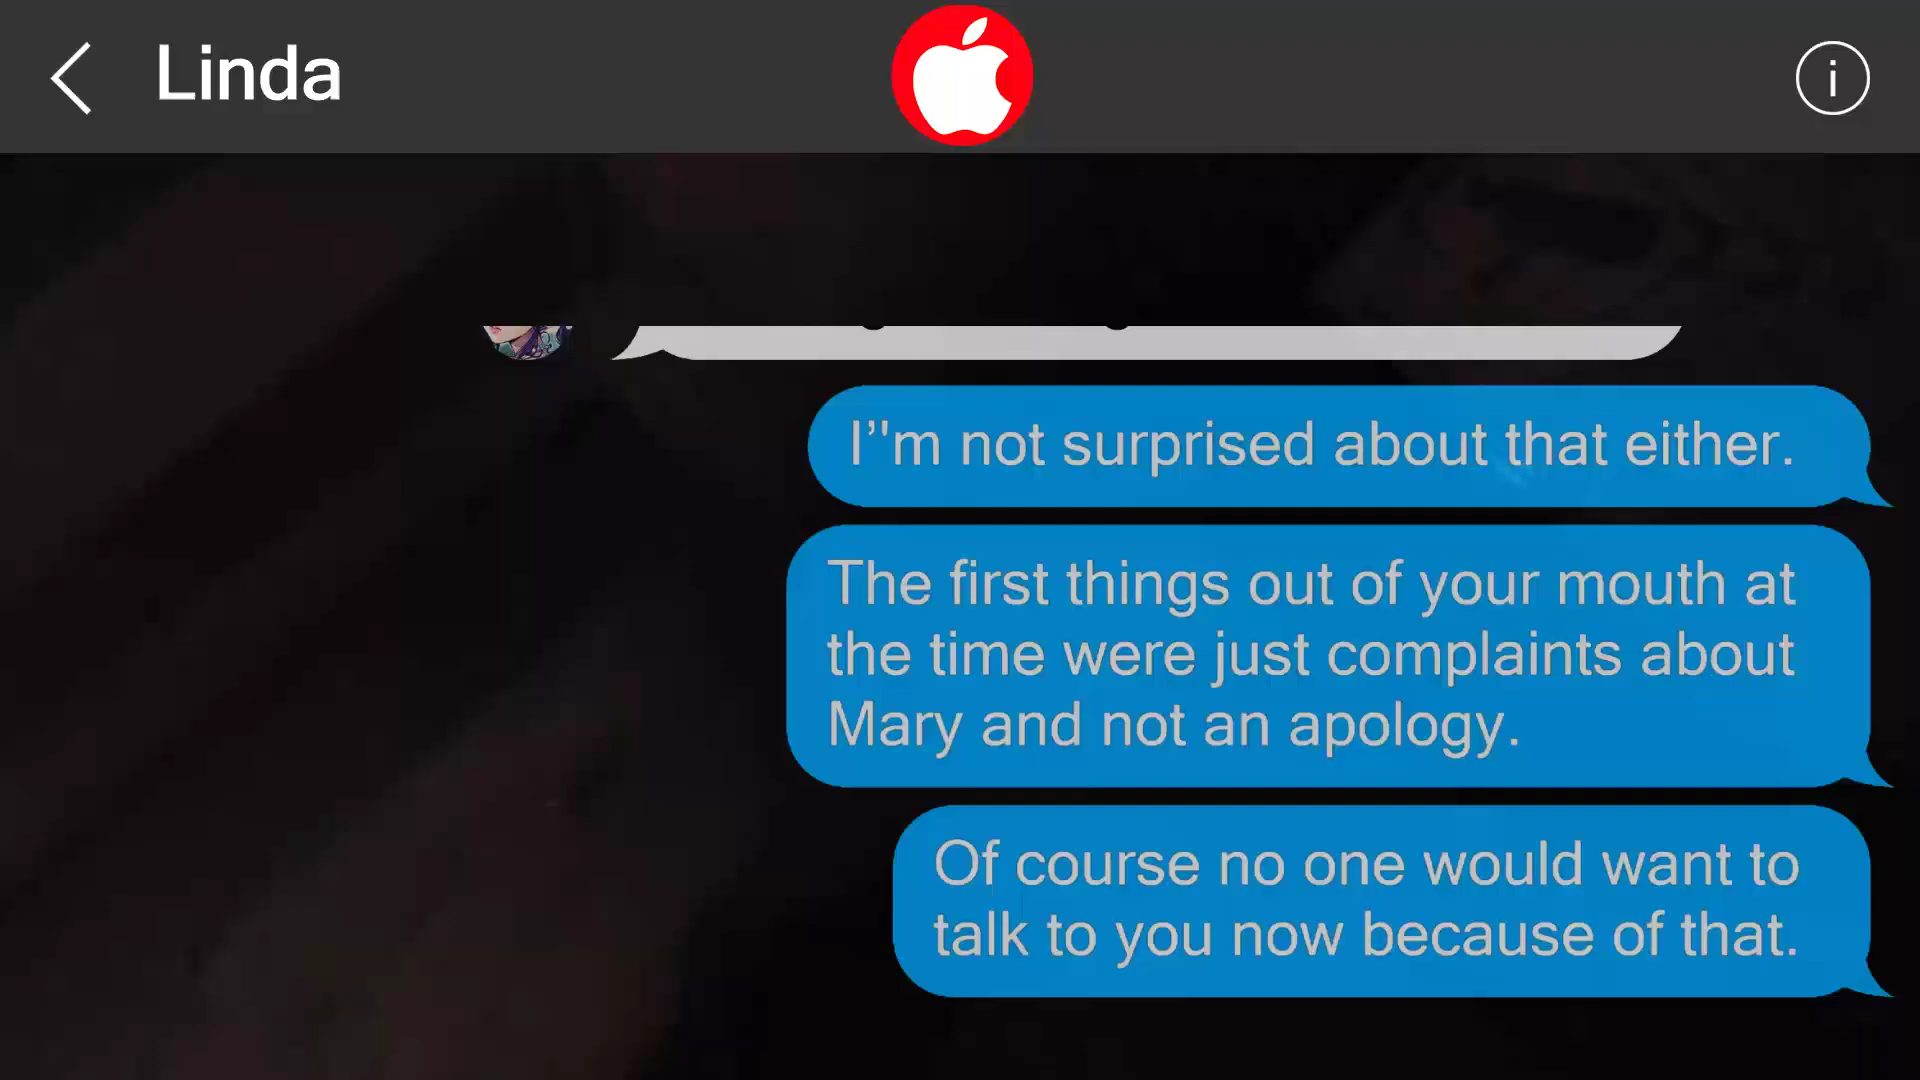 Linda
i
I’'m not surprised about that either.
The first things out of your mouth at
the time were just complaints about
Mary and not an apology.
Of course no one would want to
talk to you now because of that.